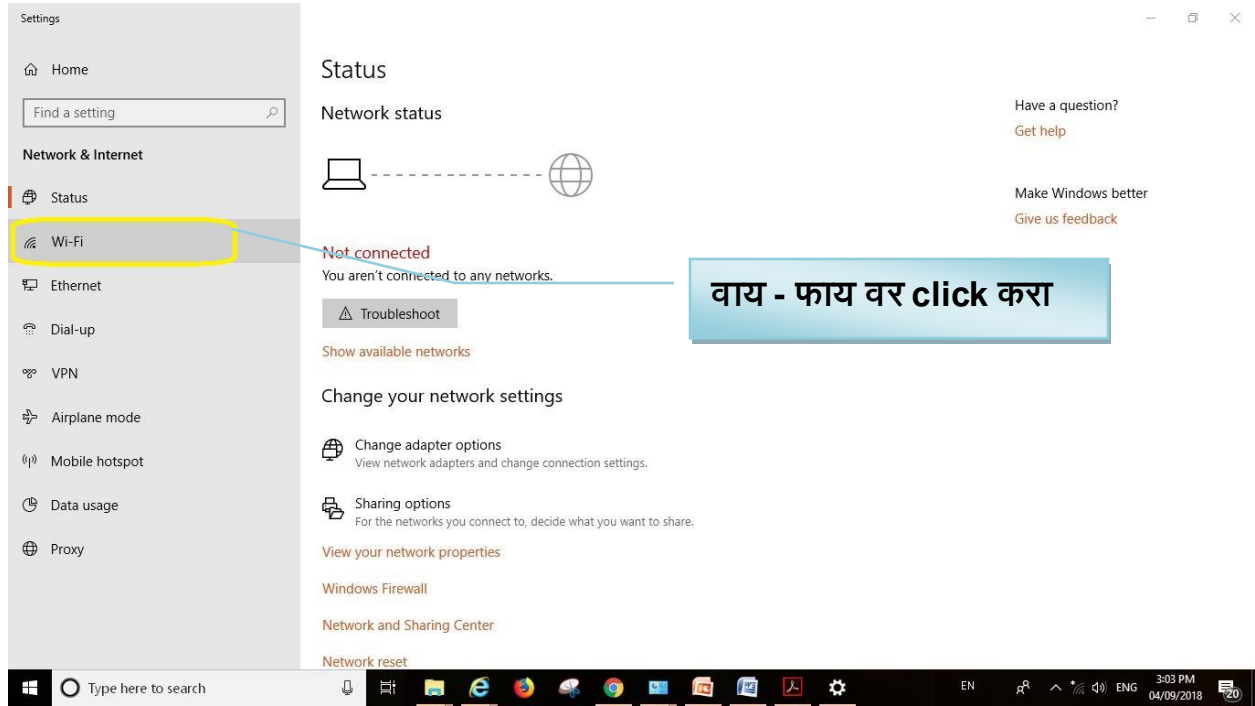 Settings
Home
Find a setting
Network & Internet
Status
Wi-Fi
Ethernet
Dial-up
VPN
Airplane mode
Mobile hotspot
Data usage
Proxy
Status
Network status
Not connected
You aren't connected to any networks.
Troubleshoot
Show available networks
Change your network settings
Change adapter options
View network adapters and change connection settings.
Sharing options
For the networks you connect to, decide what you want to share.
View your network properties
Windows Firewall
Network and Sharing Center
Network reset
Have a question?
Get help
Make Windows better
Give us feedback
वाय - फाय वर click करा
Type here to search
EN
ENG
3:03 PM
04/09/2018
20